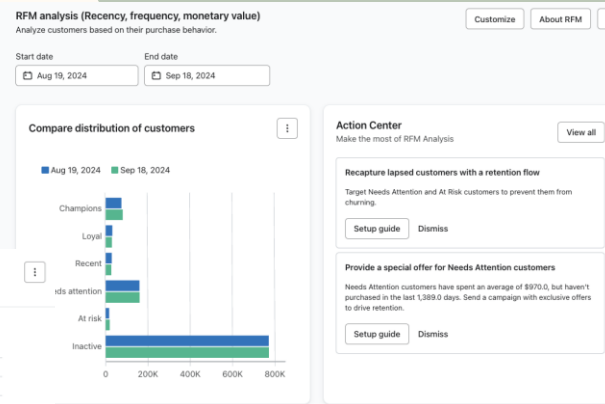 RFM analysis (Recency, frequency, monetary value)
Analyze customers based on their purchase behavior.
Customize
About RFM
Start date
End date
Aug 19, 2024
Sep 18, 2024
Compare distribution of customers
Aug 19, 2024
Sep 18, 2024
Champions
Loyal
Recent
ds attention
At risk
Inactive
0 200K 400K 600K 800K
Action Center
Make the most of RFM Analysis
View all
Recapture lapsed customers with a retention flow
Target Needs Attention and At Risk customers to prevent them from
churning.
Setup guide
Dismiss
Provide a special offer for Needs Attention customers
Needs Attention customers have spent an average of $970.0, but haven't
purchased in the last 1,389.0 days. Send a campaign with exclusive offers
to drive retention.
Setup guide
Dismiss